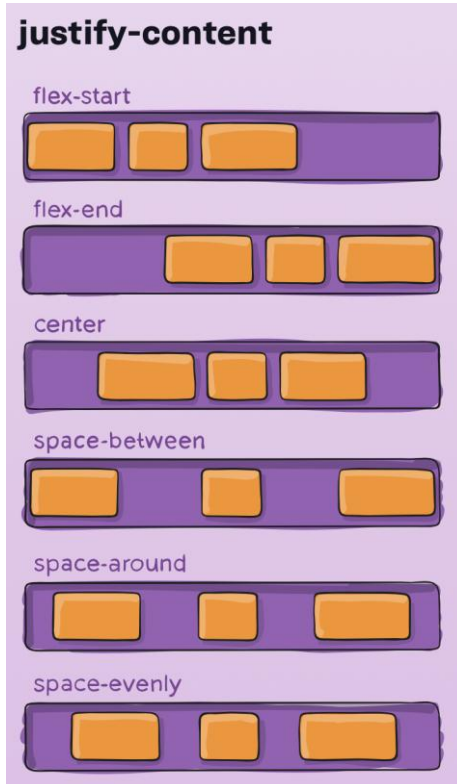 justify-content
flex-start
flex-end
center
space-between
space-around
space-evenly